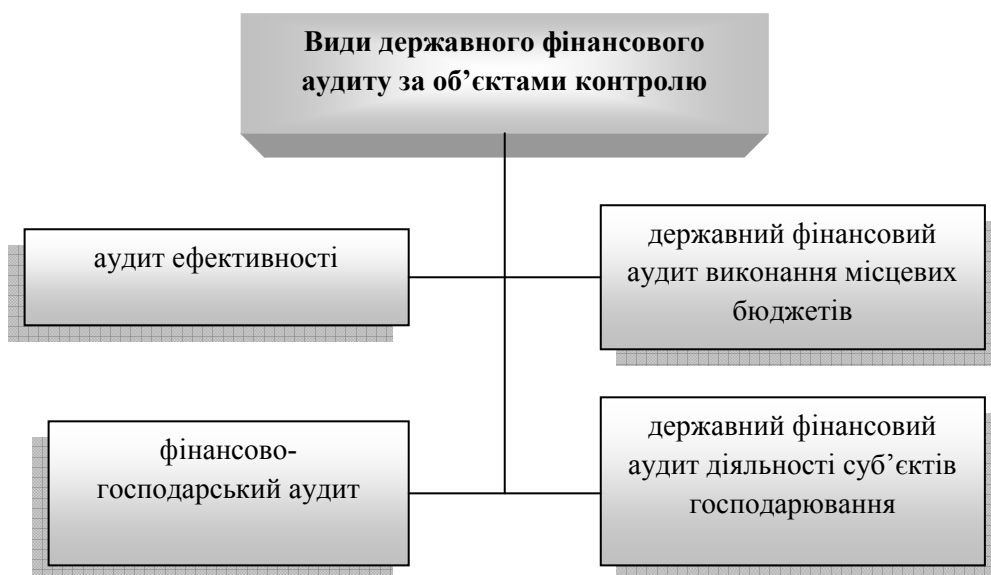 Види державного фінансового
аудиту за об’єктами контролю
аудит ефективності
державний фінансовий
аудит виконання місцевих
бюджетів
фінансово-
господарський аудит
державний фінансовий
аудит діяльності суб’єктів
господарювання